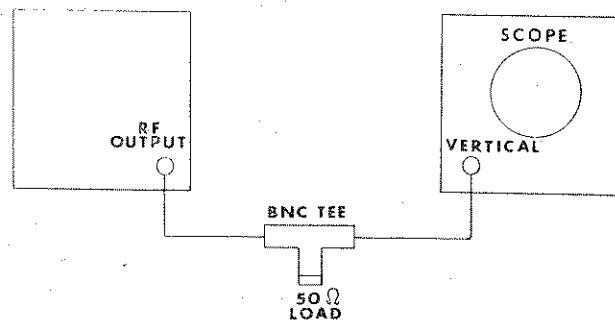 SCOPE
RF
OUTPUT
VERTICAL
BNC TEE
50 Ω
LOAD